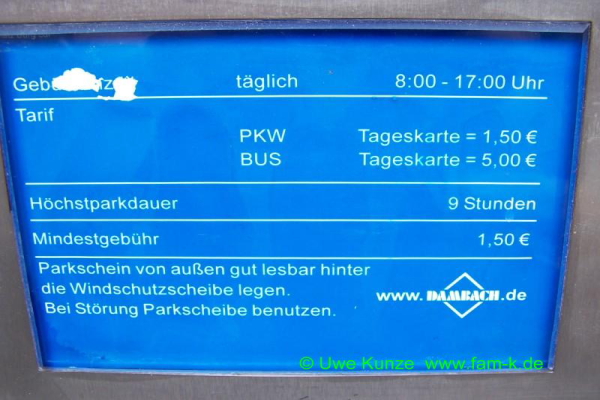 täglich 8:00 - 17:00 Uhr
Tarif
PKW Tageskarte = 1,50 €
BUS Tageskarte = 5,00 €
Höchstparkdauer 9 Stunden
Mindestgebühr 1,50 €
Parkschein von außen gut lesbar hinter
die Windschutzscheibe legen.
Bei Störung Parkscheibe benutzen.
www.DAMBACH.de
© Uwe Kunze www.fam-k.de